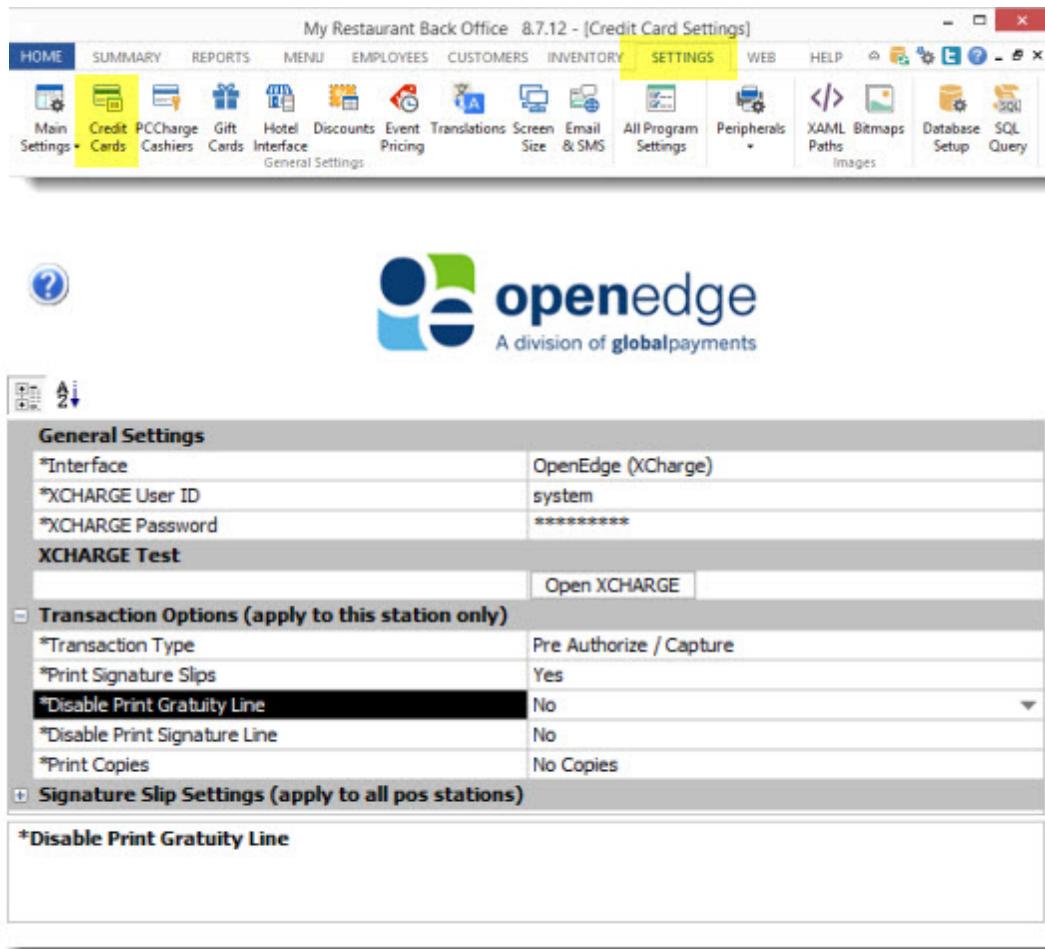 My Restaurant Back Office 8.7.12 - [Credit Card Settings]
HOME SUMMARY REPORTS MENU EMPLOYEES CUSTOMERS INVENTORY SETTINGS WEB HELP
Main Settings Credit Cards PCCharge Cashiers Gift Cards Hotel Interface Discounts Event Pricing Translations Screen Size Email & SMS All Program Settings Peripherals XAML Paths Bitmaps Database Setup SQL Query
General Settings Images
openedge
A division of globalpayments
General Settings
*Interface OpenEdge (XCharge)
*XCHARGE User ID system
*XCHARGE Password *********
XCHARGE Test
Open XCHARGE
Transaction Options (apply to this station only)
*Transaction Type Pre Authorize / Capture
*Print Signature Slips Yes
*Disable Print Gratuity Line No
*Disable Print Signature Line No
*Print Copies No Copies
Signature Slip Settings (apply to all pos stations)
*Disable Print Gratuity Line